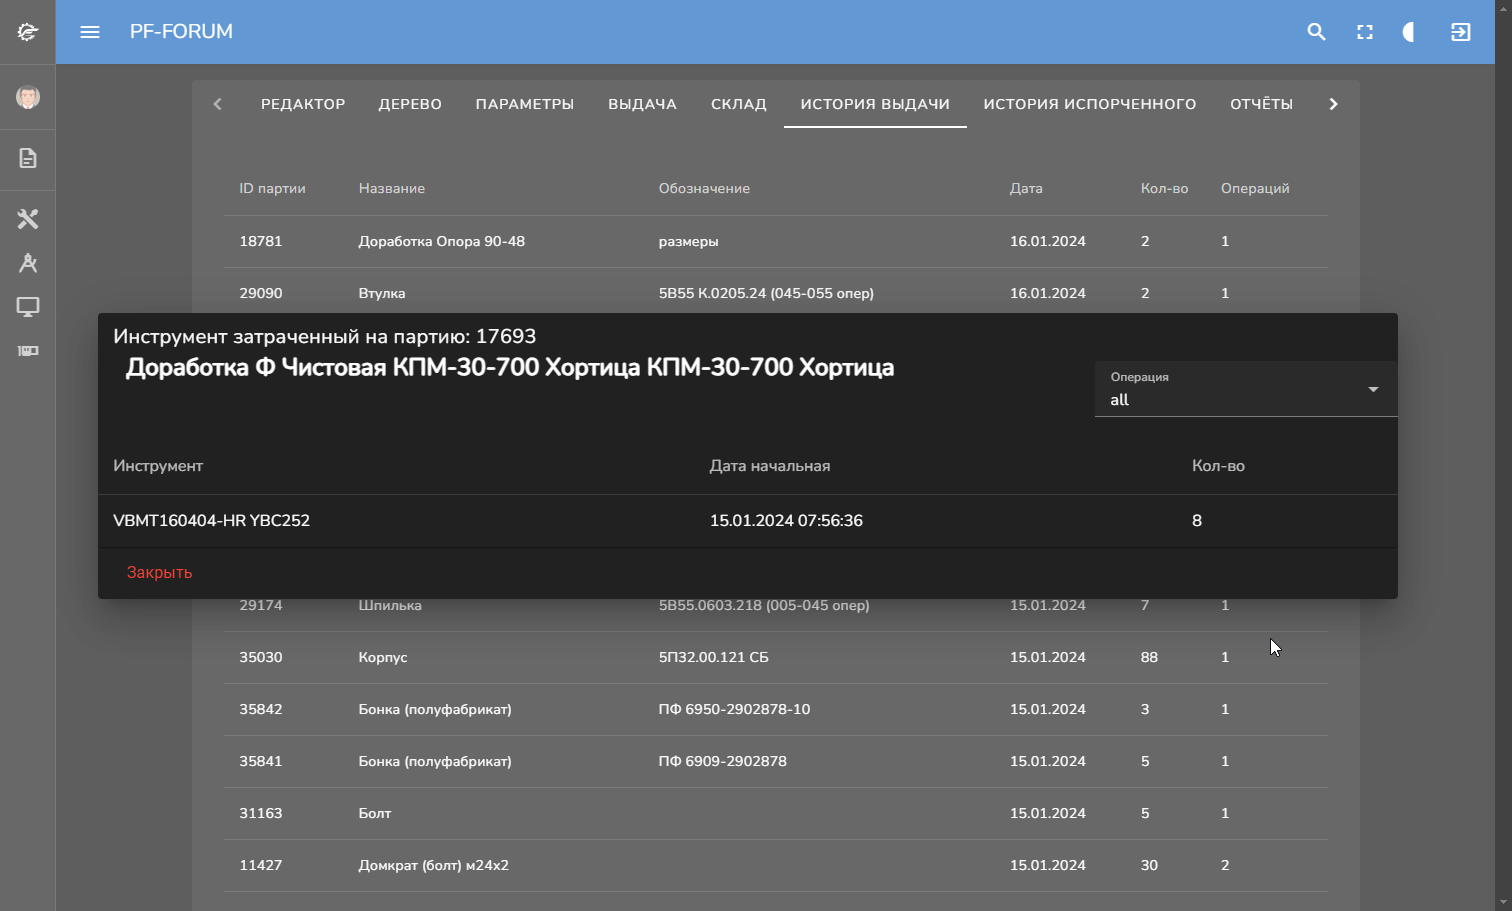 PF-FORUM
РЕДАКТОР ДЕРЕВО ПАРАМЕТРЫ ВЫДАЧА СКЛАД ИСТОРИЯ ВЫДАЧИ ИСТОРИЯ ИСПОРЧЕННОГО ОТЧЁТЫ
ID партии Название Обозначение Дата Кол-во Операций
18781 Доработка Опора 90-48 размеры 16.01.2024 2 1
29090 Втулка 5В55 К.0205.24 (045-055 опер) 16.01.2024 2 1
Инструмент затраченный на партию: 17693
Доработка Ф Чистовая КПМ-30-700 Хортица КПМ-30-700 Хортица
Операция
all
Инструмент Дата начальная Кол-во
VBMT160404-HR YBC252 15.01.2024 07:56:36 8
Закрыть
29174 Шпилька 5В55.0603.218 (005-045 опер) 15.01.2024 7 1
35030 Корпус 5П32.00.121 СБ 15.01.2024 88 1
35842 Бонка (полуфабрикат) ПФ 6950-2902878-10 15.01.2024 3 1
35841 Бонка (полуфабрикат) ПФ 6909-2902878 15.01.2024 5 1
31163 Болт 15.01.2024 5 1
11427 Домкрат (болт) м24х2 15.01.2024 30 2